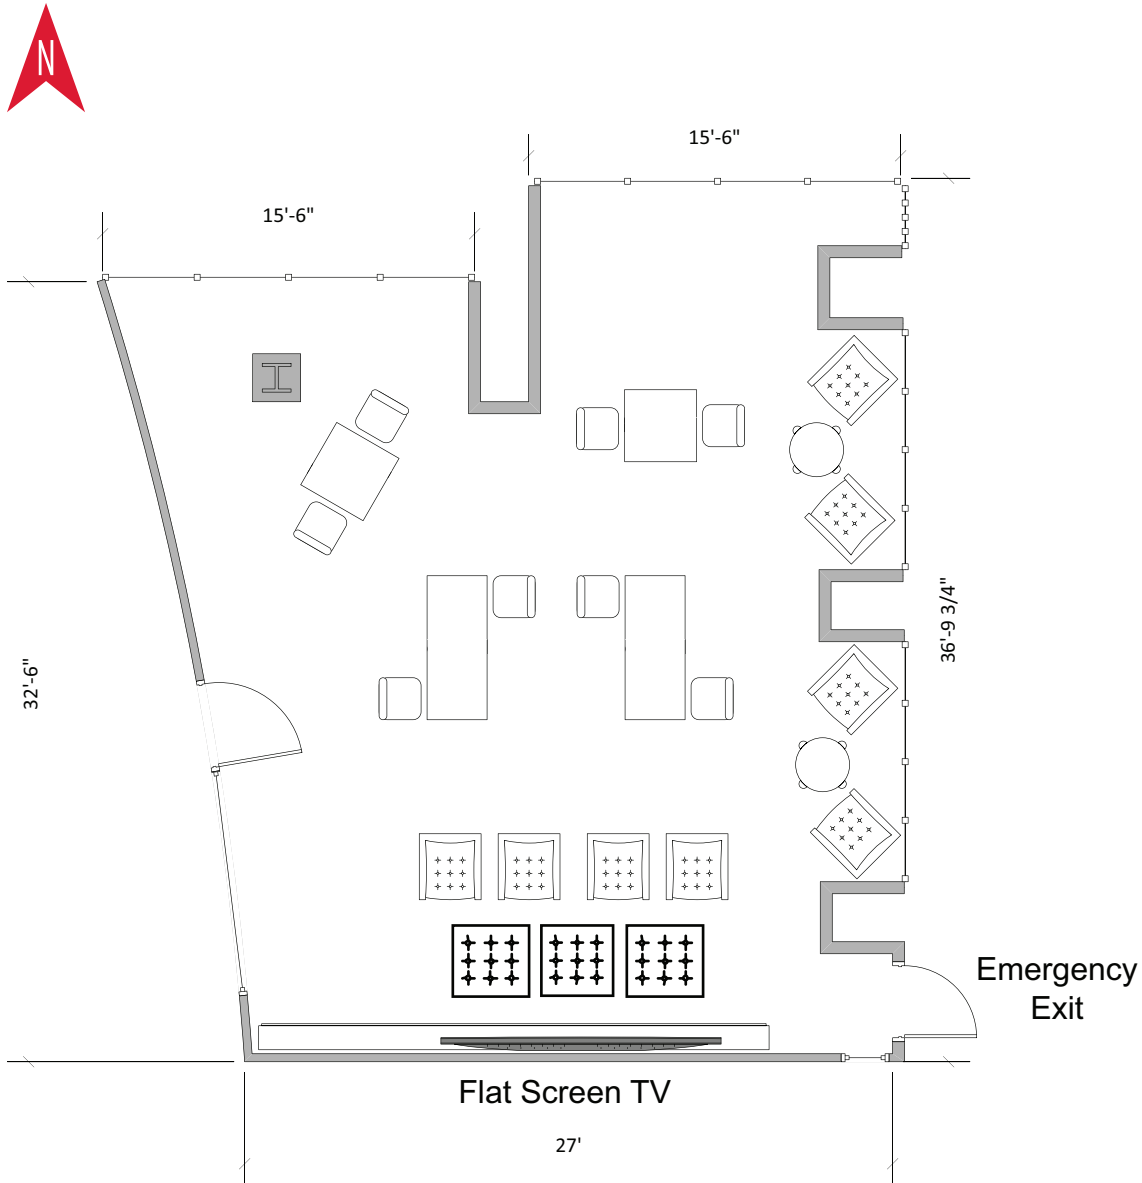 N
15'-6"
15'-6"
32'-6"
36'-9 3/4"
Emergency
Exit
Flat Screen TV
27'